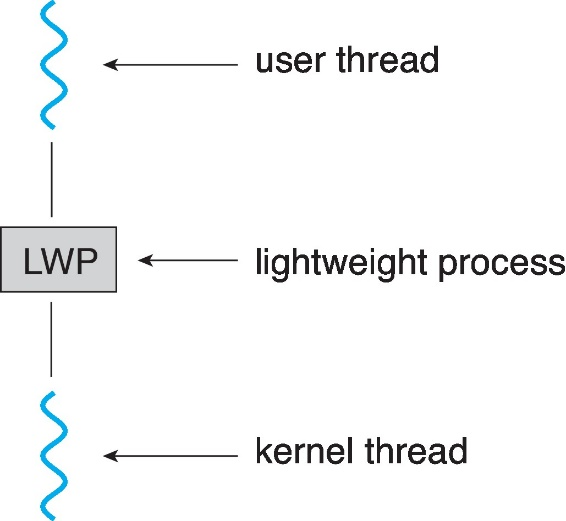 user thread
LWP
lightweight process
kernel thread